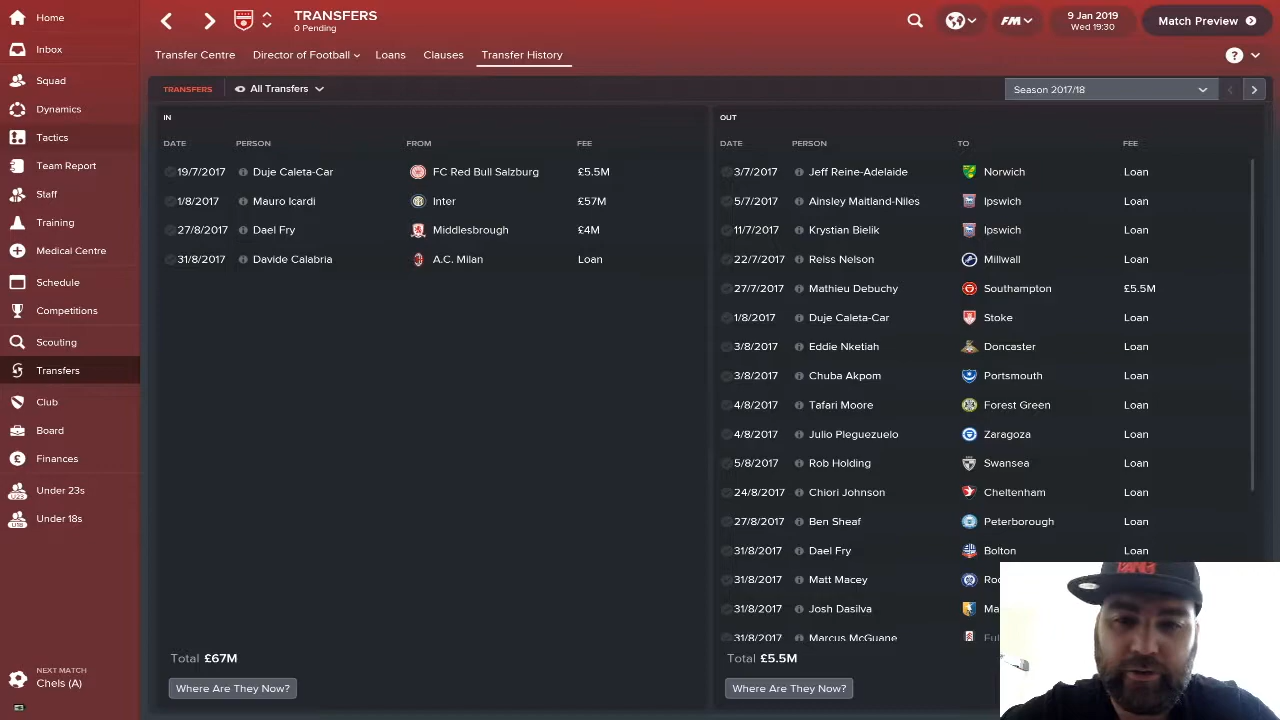 Home
Inbox
Squad
Dynamics
Tactics
Team Report
Staff
Training
Medical Centre
Schedule
Competitions
Scouting
Transfers
Club
Board
Finances
Under 23s
Under 18s
NEXT MATCH
Chels (A)
TRANSFERS
0 Pending
FM
9 Jan 2019
Wed 19:30
Match Preview
Transfer Centre Director of Football Loans Clauses Transfer History
TRANSFERS All Transfers Season 2017/18
IN
DATE PERSON FROM FEE
19/7/2017 Duje Caleta-Car FC Red Bull Salzburg £5.5M
1/8/2017 Mauro Icardi Inter £57M
27/8/2017 Dael Fry Middlesbrough £4M
31/8/2017 Davide Calabria A.C. Milan Loan
Total £67M
Where Are They Now?
OUT
DATE PERSON TO FEE
3/7/2017 Jeff Reine-Adelaide Norwich Loan
5/7/2017 Ainsley Maitland-Niles Ipswich Loan
11/7/2017 Krystian Bielik Ipswich Loan
22/7/2017 Reiss Nelson Millwall Loan
27/7/2017 Mathieu Debuchy Southampton £5.5M
1/8/2017 Duje Caleta-Car Stoke Loan
3/8/2017 Eddie Nketiah Doncaster Loan
3/8/2017 Chuba Akpom Portsmouth Loan
4/8/2017 Tafari Moore Forest Green Loan
4/8/2017 Julio Pleguezuelo Zaragoza Loan
5/8/2017 Rob Holding Swansea Loan
24/8/2017 Chiori Johnson Cheltenham Loan
27/8/2017 Ben Sheaf Peterborough Loan
31/8/2017 Dael Fry Bolton Loan
31/8/2017 Matt Macey
31/8/2017 Josh Dasilva
31/8/2017 Marcus McGuane
Total £5.5M
Where Are They Now?